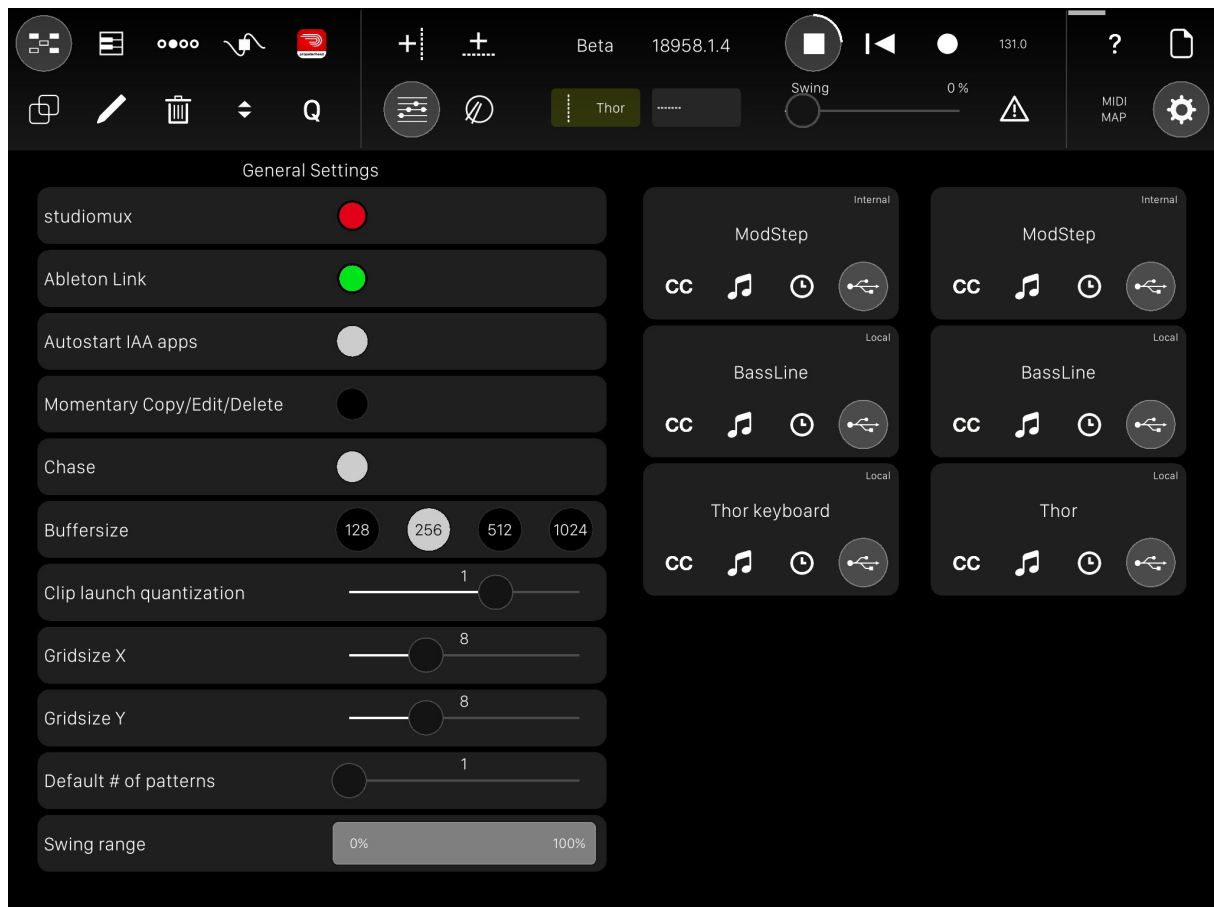 Beta 18958.1.4 131.0 ?
Swing 0 %
Q Thor MIDI
MAP
General Settings
studiomux
Ableton Link
Autostart IAA apps
Momentary Copy/Edit/Delete
Chase
Buffersize 128 256 512 1024
Clip launch quantization 1
Gridsize X 8
Gridsize Y 8
Default # of patterns 1
Swing range 0% 100%
Internal
ModStep
CC
Internal
ModStep
CC
Local
BassLine
CC
Local
BassLine
CC
Local
Thor keyboard
CC
Local
Thor
CC